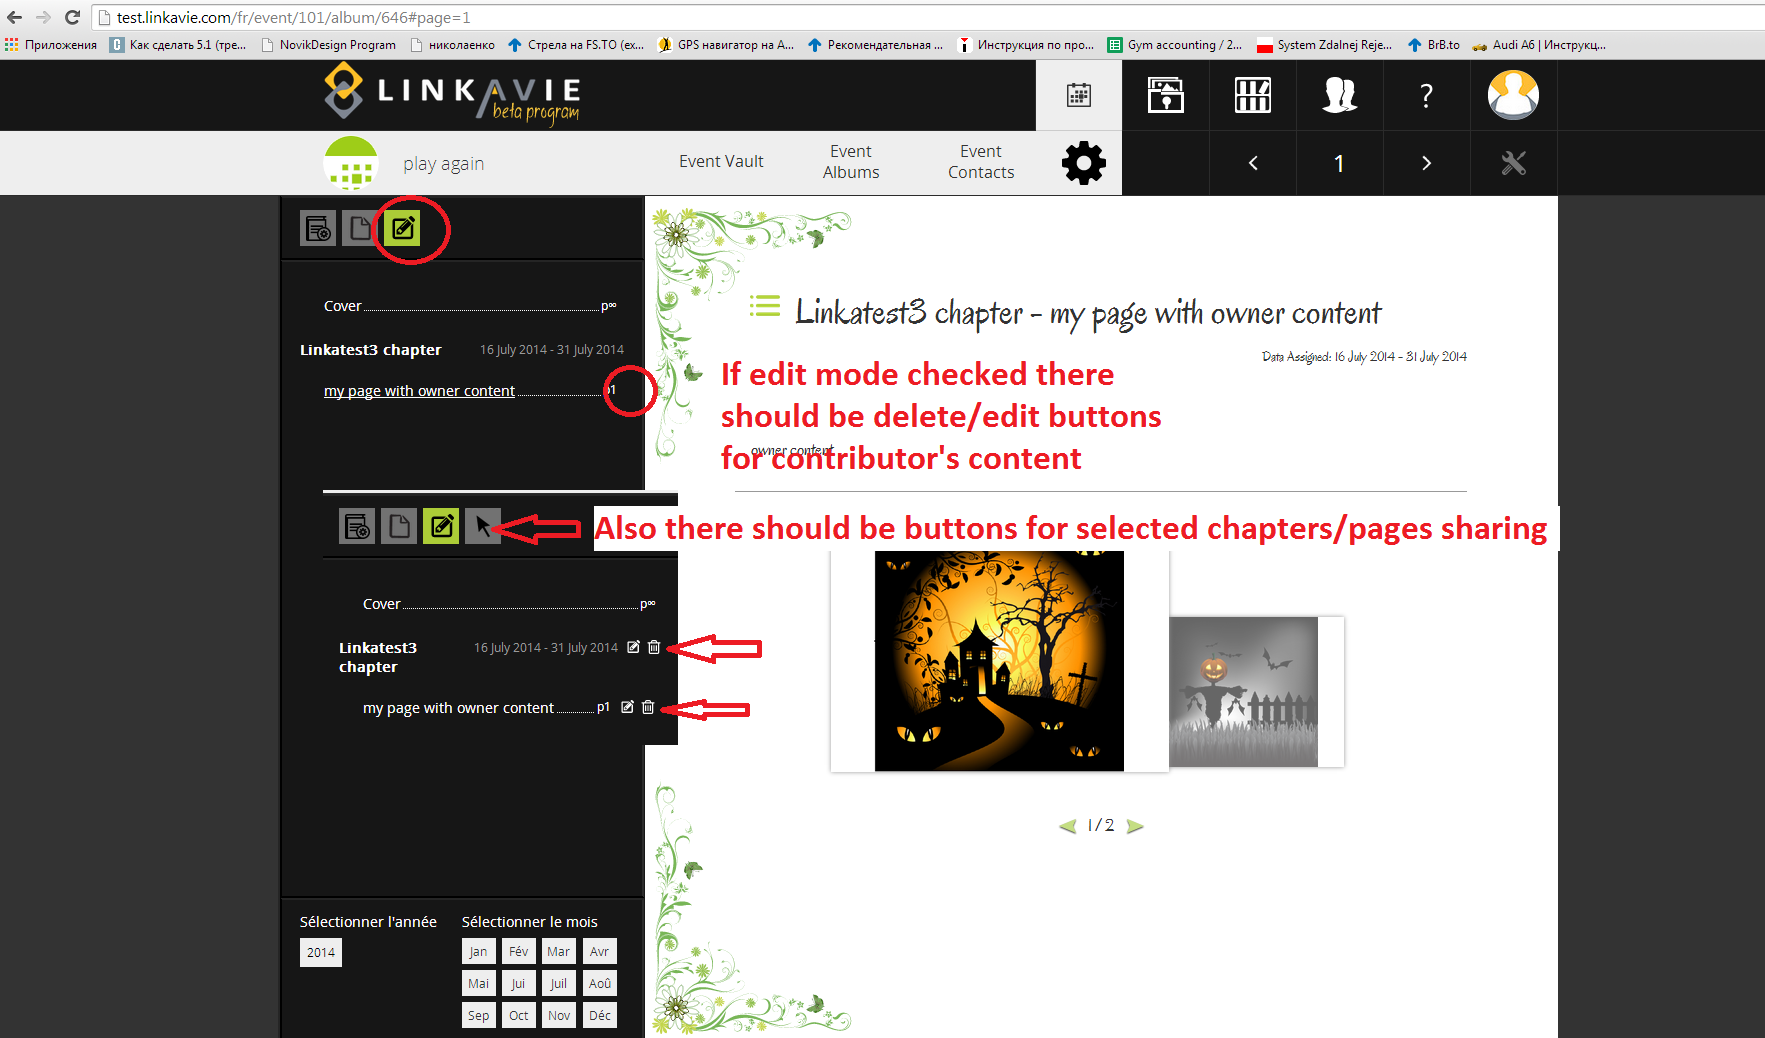 test.linkavie.com/fr/event/101/album/646#page=1
Приложения
Как сделать 5.1 (тре...
NovikDesign Program
николаенко
Стрела на FS.TO (ex...
GPS навигатор на А...
Рекомендательная ...
Инструкция по про...
Gym accounting / 2...
System Zdalnej Reje...
BrB.to
Audi A6 | Инструкц...
LINKAVIE
beta program
?
play again
Event Vault
Event Albums
Event Contacts
1
Cover p∞
Linkatest3 chapter 16 July 2014 - 31 July 2014
my page with owner content p1
Linkatest3 chapter - my page with owner content
Data Assigned: 16 July 2014 - 31 July 2014
If edit mode checked there
should be delete/edit buttons
for contributor's content
owner content
Also there should be buttons for selected chapters/pages sharing
Cover p∞
Linkatest3 16 July 2014 - 31 July 2014
chapter
my page with owner content p1
1/2
Sélectionner l'année
2014
Sélectionner le mois
Jan Fév Mar Avr
Mai Jui Juil Aoû
Sep Oct Nov Déc